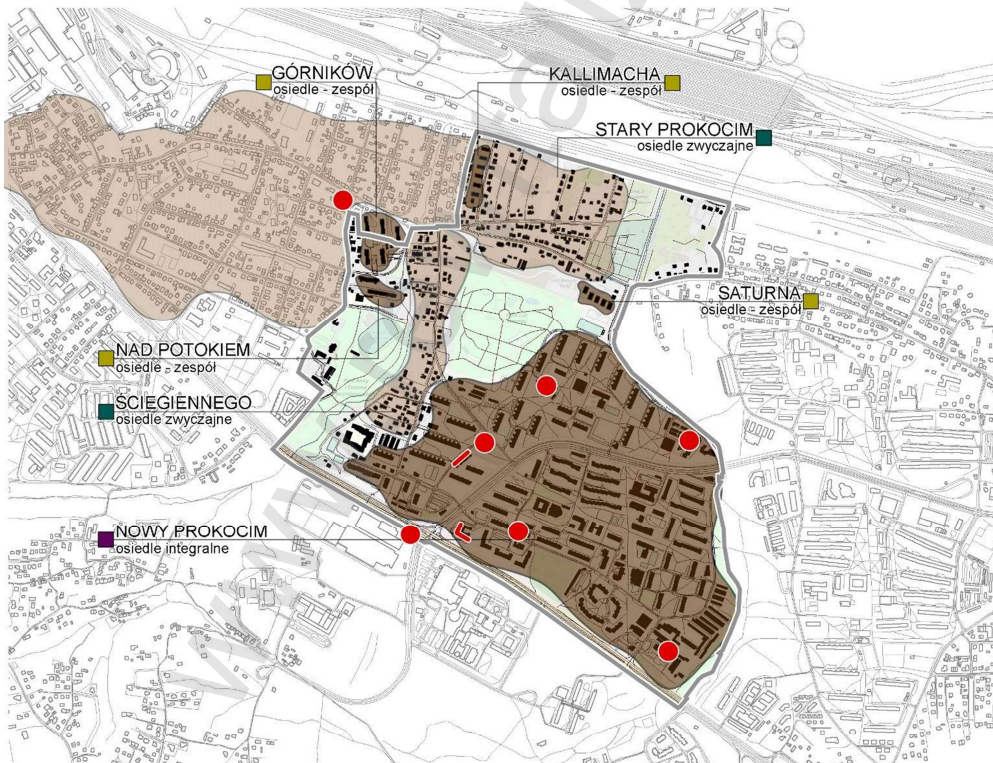 GÓRNIKÓW
osiedle - zespół
KALLIMACHA
osiedle - zespół
STARY PROKOCIM
osiedle zwyczajne
SATURNA
osiedle - zespół
NAD POTOKIEM
osiedle - zespół
ŚCIEGIENNEGO
osiedle zwyczajne
NOWY PROKOCIM
osiedle integralne